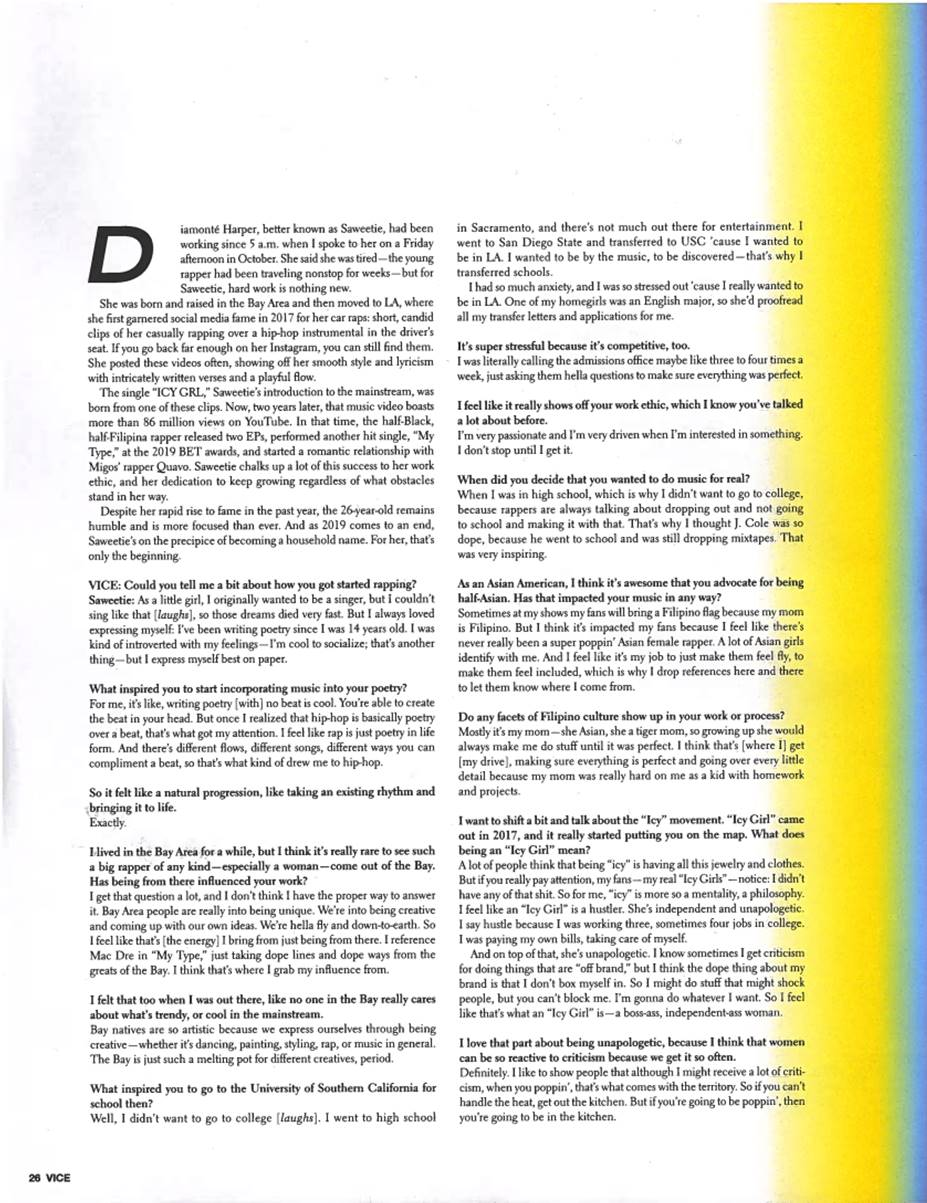 Diamonté Harper, better known as Saweetie, had been
working since 5 a.m. when I spoke to her on a Friday
afternoon in October. She said she was tired—the young
rapper had been traveling nonstop for weeks—but for
Saweetie, hard work is nothing new.
She was born and raised in the Bay Area and then moved to LA, where
she first garnered social media fame in 2017 for her car raps: short, candid
clips of her casually rapping over a hip-hop instrumental in the driver's
seat. If you go back far enough on her Instagram, you can still find them.
She posted these videos often, showing off her smooth style and lyricism
with intricately written verses and a playful flow.
The single "ICY GRL," Saweetie's introduction to the mainstream, was
born from one of these clips. Now, two years later, that music video boasts
more than 86 million views on YouTube. In that time, the half-Black,
half-Filipina rapper released two EPs, performed another hit single, "My
Type," at the 2019 BET awards, and started a romantic relationship with
Migos' rapper Quavo. Saweetie chalks up a lot of this success to her work
ethic, and her dedication to keep growing regardless of what obstacles
stand in her way.
Despite her rapid rise to fame in the past year, the 26-year-old remains
humble and is more focused than ever. And as 2019 comes to an end,
Saweetie's on the precipice of becoming a household name. For her, that's
only the beginning.
VICE: Could you tell me a bit about how you got started rapping?
Saweetie: As a little girl, I originally wanted to be a singer, but I couldn't
sing like that [laughs], so those dreams died very fast. But I always loved
expressing myself: I've been writing poetry since I was 14 years old. I was
kind of introverted with my feelings—I'm cool to socialize; that's another
thing—but I express myself best on paper.
What inspired you to start incorporating music into your poetry?
For me, it's like, writing poetry [with] no beat is cool. You're able to create
the beat in your head. But once I realized that hip-hop is basically poetry
over a beat, that's what got my attention. I feel like rap is just poetry in life
form. And there's different flows, different songs, different ways you can
compliment a beat, so that's what kind of drew me to hip-hop.
So it felt like a natural progression, like taking an existing rhythm and
bringing it to life.
Exactly.
I lived in the Bay Area for a while, but I think it's really rare to see such
a big rapper of any kind—especially a woman—come out of the Bay.
Has being from there influenced your work?
I get that question a lot, and I don't think I have the proper way to answer
it. Bay Area people are really into being unique. We're into being creative
and coming up with our own ideas. We're hella fly and down-to-earth. So
I feel like that's [the energy] I bring from just being from there. I reference
Mac Dre in "My Type," just taking dope lines and dope ways from the
greats of the Bay. I think that's where I grab my influence from.
I felt that too when I was out there, like no one in the Bay really cares
about what's trendy, or cool in the mainstream.
Bay natives are so artistic because we express ourselves through being
creative—whether it's dancing, painting, styling, rap, or music in general.
The Bay is just such a melting pot for different creatives, period.
What inspired you to go to the University of Southern California for
school then?
Well, I didn't want to go to college [laughs]. I went to high school
in Sacramento, and there's not much out there for entertainment. I
went to San Diego State and transferred to USC 'cause I wanted to
be in LA. I wanted to be by the music, to be discovered—that's why I
transferred schools.
I had so much anxiety, and I was so stressed out 'cause I really wanted to
be in LA. One of my homegirls was an English major, so she'd proofread
all my transfer letters and applications for me.
It's super stressful because it's competitive, too.
I was literally calling the admissions office maybe like three to four times a
week, just asking them hella questions to make sure everything was perfect.
I feel like it really shows off your work ethic, which I know you've talked
a lot about before.
I'm very passionate and I'm very driven when I'm interested in something.
I don't stop until I get it.
When did you decide that you wanted to do music for real?
When I was in high school, which is why I didn't want to go to college,
because rappers are always talking about dropping out and not going
to school and making it with that. That's why I thought J. Cole was so
dope, because he went to school and was still dropping mixtapes. That
was very inspiring.
As an Asian American, I think it's awesome that you advocate for being
half-Asian. Has that impacted your music in any way?
Sometimes at my shows my fans will bring a Filipino flag because my mom
is Filipino. But I think it's impacted my fans because I feel like there's
never really been a super poppin' Asian female rapper. A lot of Asian girls
identify with me. And I feel like it's my job to just make them feel fly, to
make them feel included, which is why I drop references here and there
to let them know where I come from.
Do any facets of Filipino culture show up in your work or process?
Mostly it's my mom—she Asian, she a tiger mom, so growing up she would
always make me do stuff until it was perfect. I think that's [where I] get
[my drive], making sure everything is perfect and going over every little
detail because my mom was really hard on me as a kid with homework
and projects.
I want to shift a bit and talk about the "Icy" movement. "Icy Girl" came
out in 2017, and it really started putting you on the map. What does
being an "Icy Girl" mean?
A lot of people think that being "icy" is having all this jewelry and clothes.
But if you really pay attention, my fans—my real "Icy Girls"—notice: I didn't
have any of that shit. So for me, "icy" is more so a mentality, a philosophy.
I feel like an "Icy Girl" is a hustler. She's independent and unapologetic.
I say hustle because I was working three, sometimes four jobs in college.
I was paying my own bills, taking care of myself.
And on top of that, she's unapologetic. I know sometimes I get criticism
for doing things that are "off brand," but I think the dope thing about my
brand is that I don't box myself in. So I might do stuff that might shock
people, but you can't block me. I'm gonna do whatever I want. So I feel
like that's what an "Icy Girl" is—a boss-ass, independent-ass woman.
I love that part about being unapologetic, because I think that women
can be so reactive to criticism because we get it so often.
Definitely. I like to show people that although I might receive a lot of criti-
cism, when you poppin', that's what comes with the territory. So if you can't
handle the heat, get out the kitchen. But if you're going to be poppin', then
you're going to be in the kitchen.
26 VICE